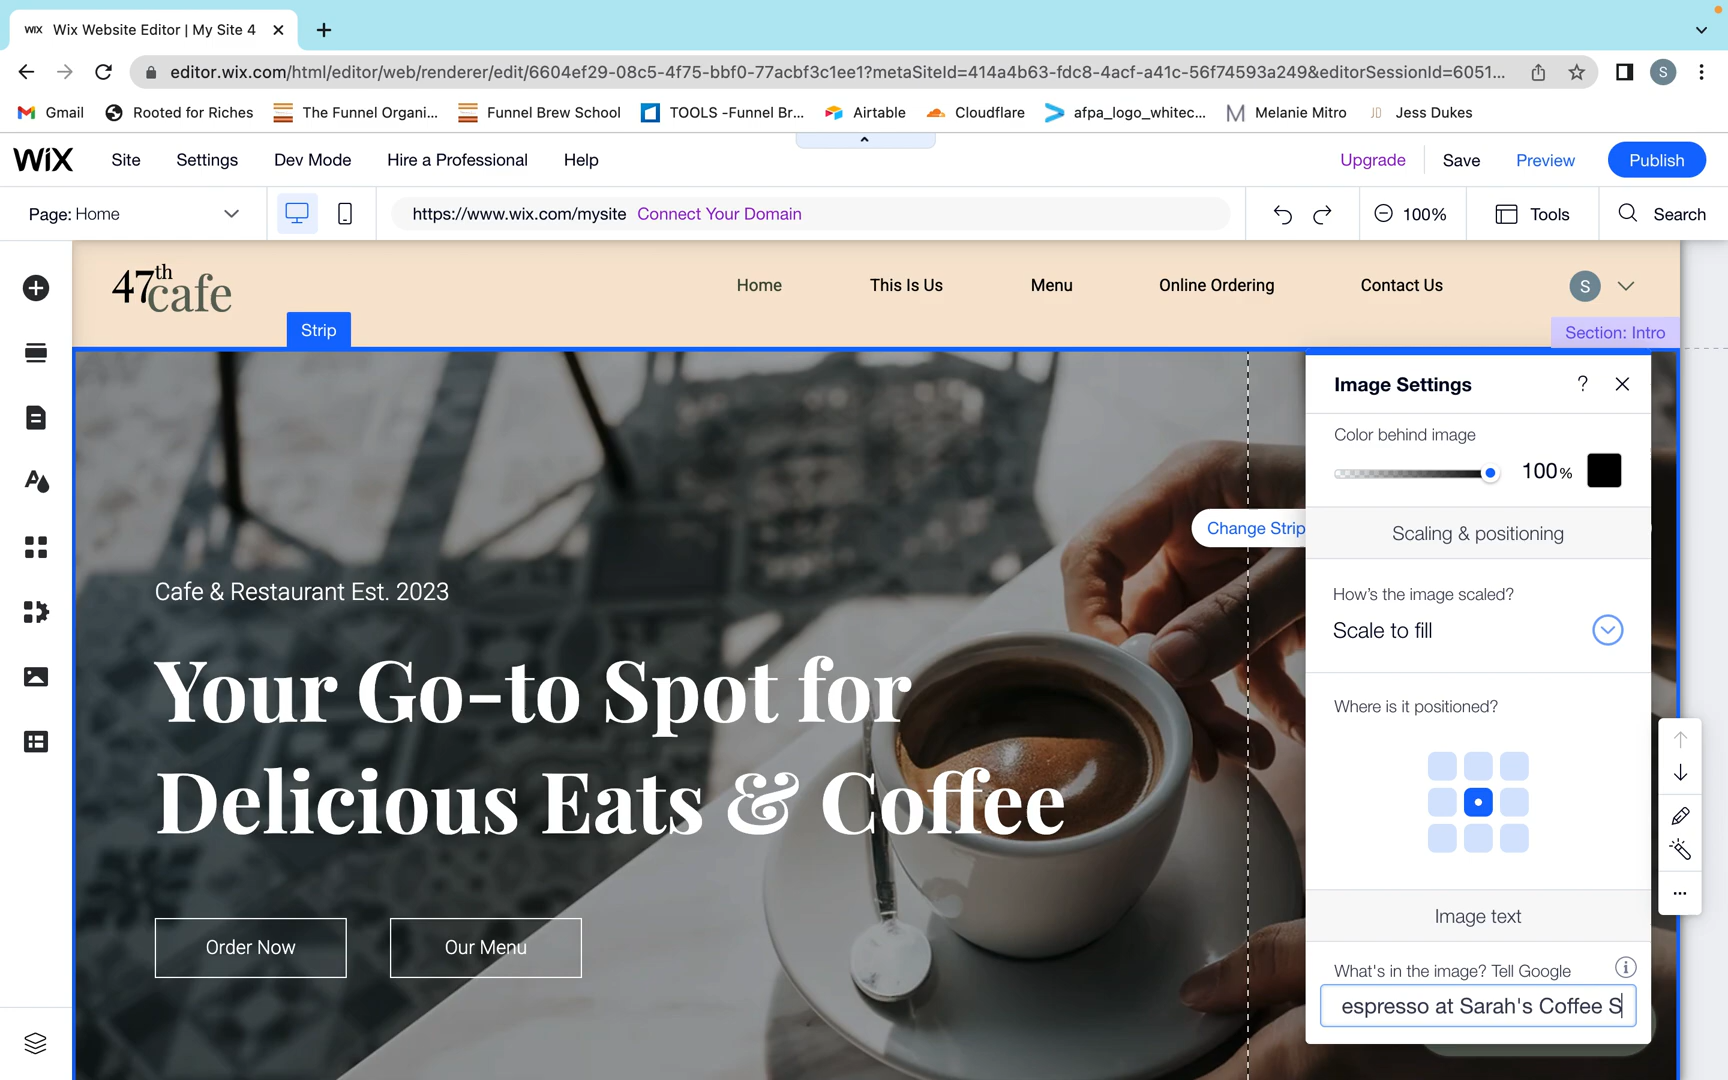 WIX Wix Website Editor | My Site 4
editor.wix.com/html/editor/web/renderer/edit/6604ef29-08c5-4f75-bbf0-77acbf3c1ee1?metaSiteId=414a4b63-fdc8-4acf-a41c-56f74593a249&editorSessionId=6051...
S
Gmail Rooted for Riches The Funnel Organi... Funnel Brew School TOOLS -Funnel Br... Airtable Cloudflare afpa_logo_whitec... Melanie Mitro JD Jess Dukes
WiX Site Settings Dev Mode Hire a Professional Help Upgrade Save Preview Publish
Page: Home https://www.wix.com/mysite Connect Your Domain 100% Tools Search
47th cafe
Home This Is Us Menu Online Ordering Contact Us S
Strip
Section: Intro
Image Settings ?
Color behind image
100%
Change Strip
Scaling & positioning
How's the image scaled?
Scale to fill
Where is it positioned?
Image text
What's in the image? Tell Google
espresso at Sarah's Coffee S
Cafe & Restaurant Est. 2023
Your Go-to Spot for
Delicious Eats & Coffee
Order Now Our Menu